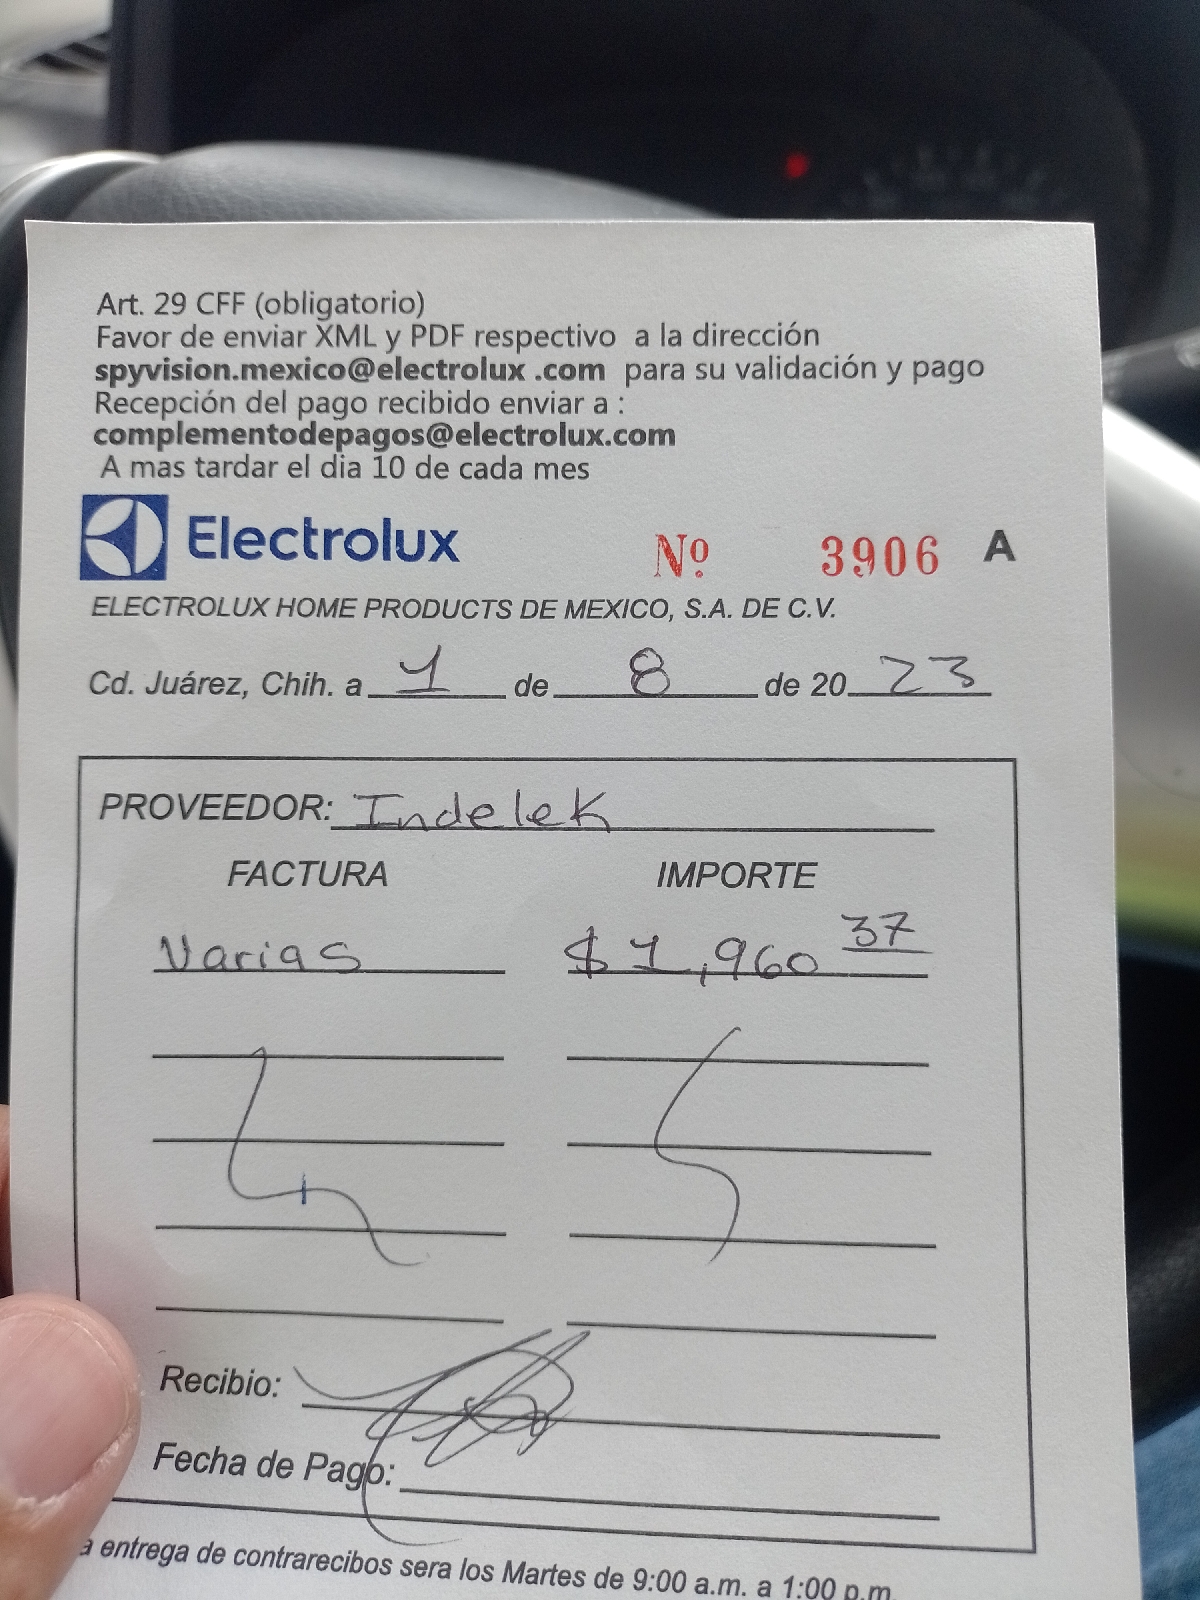 Art. 29 CFF (obligatorio)
Favor de enviar XML y PDF respectivo a la dirección
spyvision.mexico@electrolux .com para su validación y pago
Recepción del pago recibido enviar a :
complementodepagos@electrolux.com
A mas tardar el dia 10 de cada mes
Electrolux Nº 3906 A
ELECTROLUX HOME PRODUCTS DE MEXICO, S.A. DE C.V.
Cd. Juárez, Chih. a 1 de 8 de 20 23
PROVEEDOR: Indelek
FACTURA IMPORTE
Varias $1,960 37
Recibio:
Fecha de Pago:
a entrega de contrarecibos sera los Martes de 9:00 a.m. a 1:00 p.m.